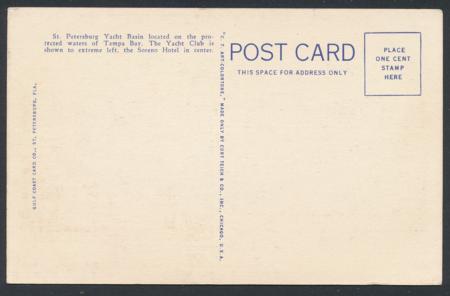 St. Petersburg Yacht Basin located on the pro-
tected waters of Tampa Bay. The Yacht Club is
shown to extreme left, the Soreno Hotel in center.
GULF COAST CARD CO., ST. PETERSBURG, FLA.
"C. T. ART-COLORTONE," MADE ONLY BY CURT TEICH & CO., INC., CHICAGO, U.S.A.
POST CARD
THIS SPACE FOR ADDRESS ONLY
PLACE
ONE CENT
STAMP
HERE